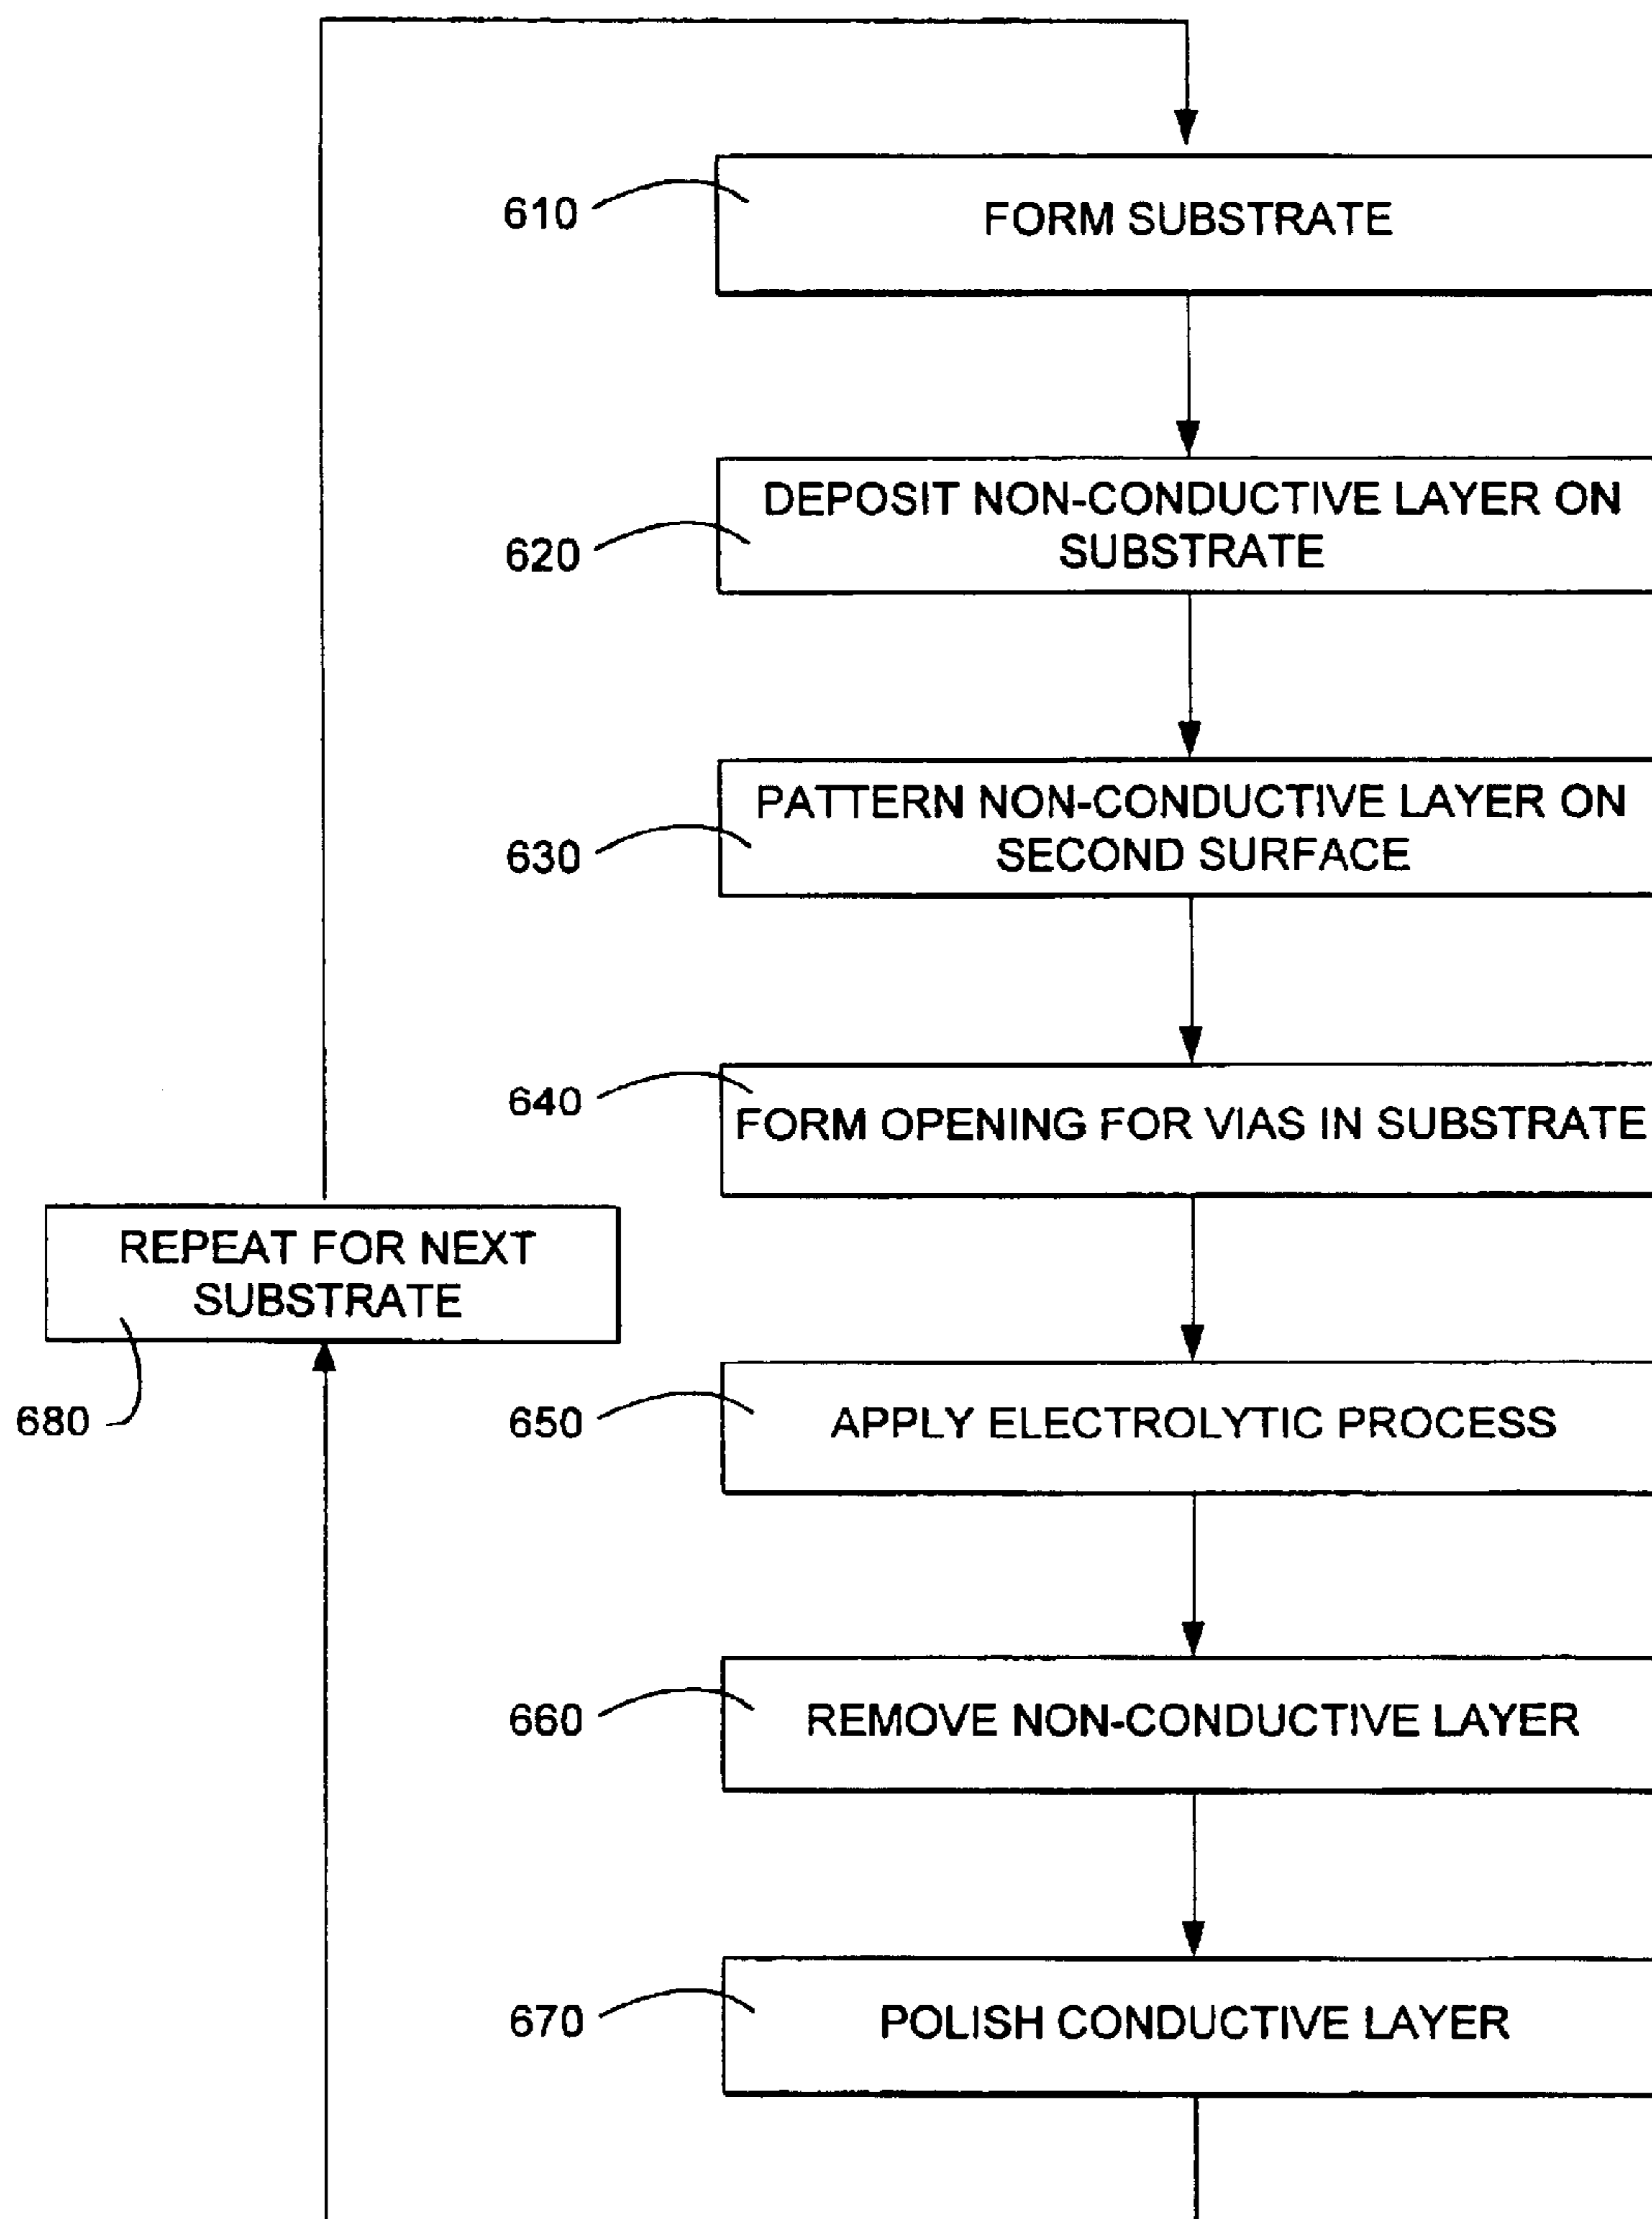 610
FORM SUBSTRATE
620
DEPOSIT NON-CONDUCTIVE LAYER ON
SUBSTRATE
630
PATTERN NON-CONDUCTIVE LAYER ON
SECOND SURFACE
640
FORM OPENING FOR VIAS IN SUBSTRATE
REPEAT FOR NEXT
SUBSTRATE
680
650
APPLY ELECTROLYTIC PROCESS
660
REMOVE NON-CONDUCTIVE LAYER
670
POLISH CONDUCTIVE LAYER